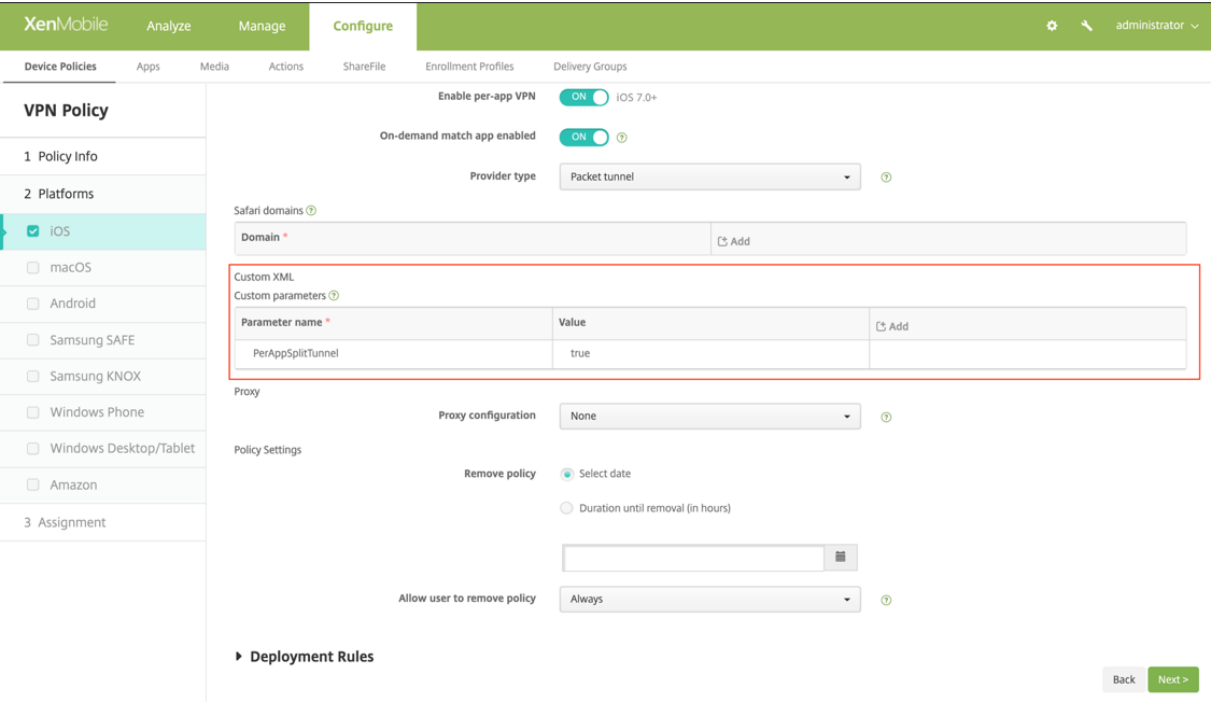 XenMobile Analyze Manage Configure administrator
Device Policies Apps Media Actions ShareFile Enrollment Profiles Delivery Groups
VPN Policy
1 Policy Info
2 Platforms
iOS
macOS
Android
Samsung SAFE
Samsung KNOX
Windows Phone
Windows Desktop/Tablet
Amazon
3 Assignment
Enable per-app VPN ON iOS 7.0+
On-demand match app enabled ON ?
Provider type Packet tunnel ?
Safari domains ?
Domain * Add
Custom XML
Custom parameters ?
Parameter name * Value Add
PerAppSplitTunnel true
Proxy
Proxy configuration None ?
Policy Settings
Remove policy Select date
Duration until removal (in hours)
Allow user to remove policy Always ?
Deployment Rules
Back Next >